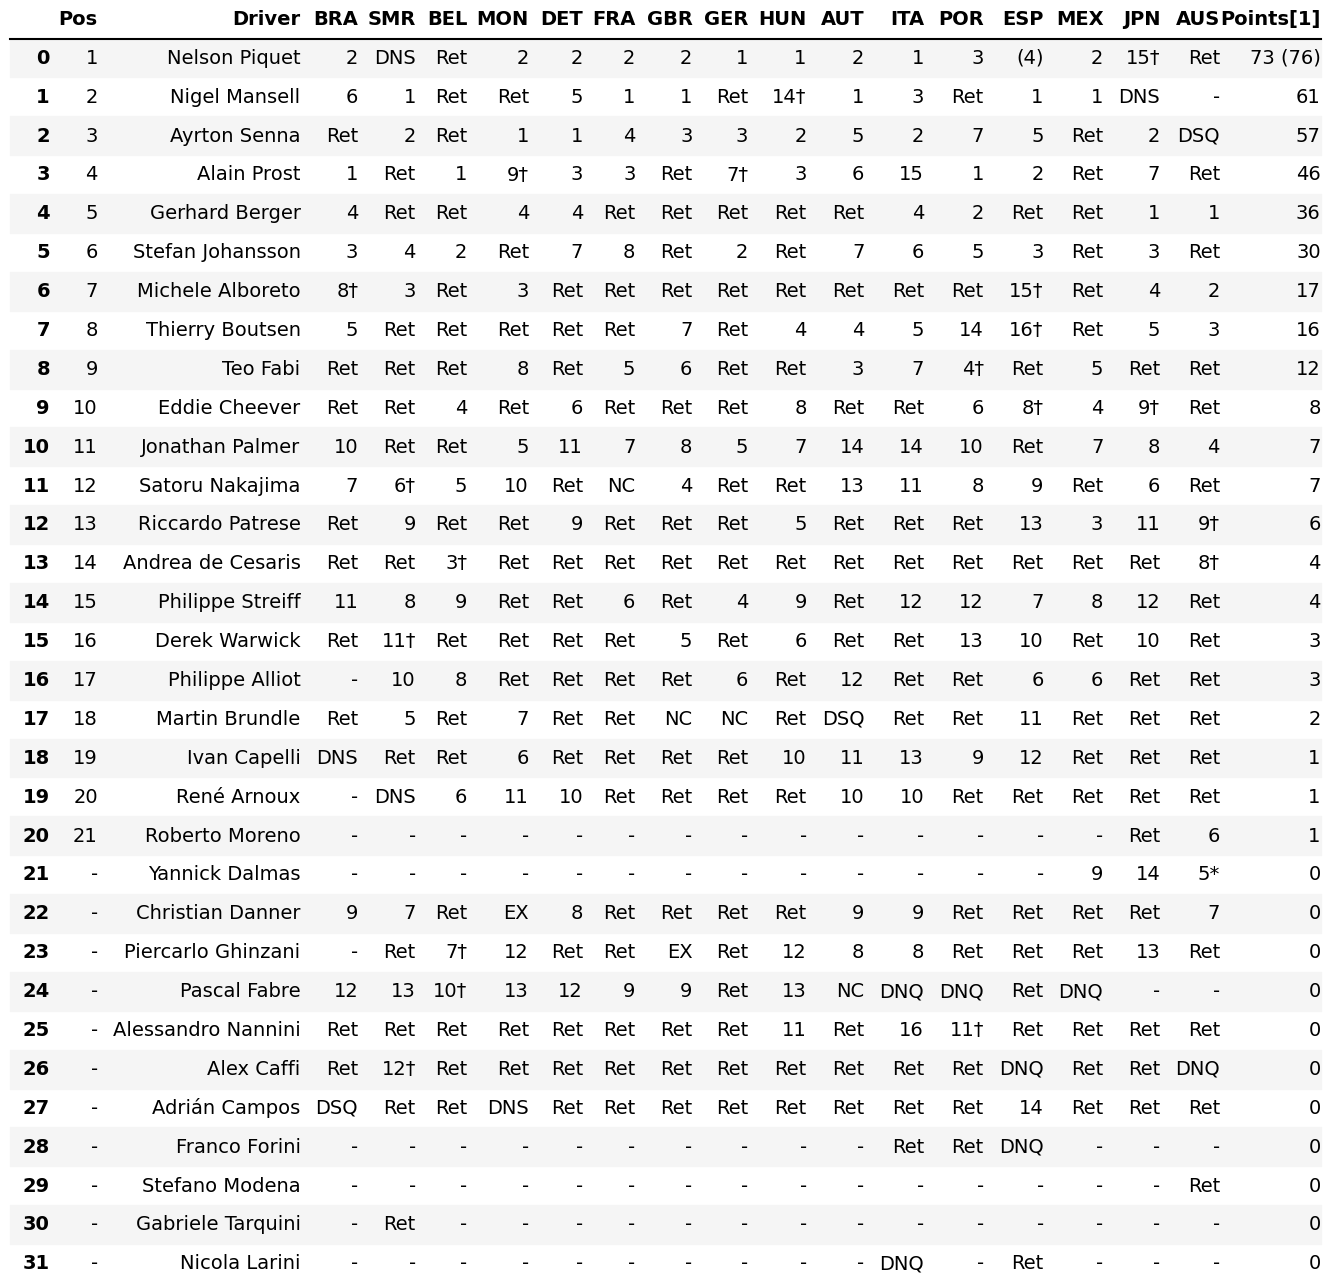 Pos Driver BRA SMR BEL MON DET FRA GBR GER HUN AUT ITA POR ESP MEX JPN AUS Points[1]
0 1 Nelson Piquet 2 DNS Ret 2 2 2 2 1 1 2 1 3 (4) 2 15† Ret 73 (76)
1 2 Nigel Mansell 6 1 Ret Ret 5 1 1 Ret 14† 1 3 Ret 1 1 DNS - 61
2 3 Ayrton Senna Ret 2 Ret 1 1 4 3 3 2 5 2 7 5 Ret 2 DSQ 57
3 4 Alain Prost 1 Ret 1 9† 3 3 Ret 7† 3 6 15 1 2 Ret 7 Ret 46
4 5 Gerhard Berger 4 Ret Ret 4 4 Ret Ret Ret Ret Ret 4 2 Ret Ret 1 1 36
5 6 Stefan Johansson 3 4 2 Ret 7 8 Ret 2 Ret 7 6 5 3 Ret 3 Ret 30
6 7 Michele Alboreto 8† 3 Ret 3 Ret Ret Ret Ret Ret Ret Ret Ret 15† Ret 4 2 17
7 8 Thierry Boutsen 5 Ret Ret Ret Ret Ret 7 Ret 4 4 5 14 16† Ret 5 3 16
8 9 Teo Fabi Ret Ret Ret 8 Ret 5 6 Ret Ret 3 7 4† Ret 5 Ret Ret 12
9 10 Eddie Cheever Ret Ret 4 Ret 6 Ret Ret Ret 8 Ret Ret 6 8† 4 9† Ret 8
10 11 Jonathan Palmer 10 Ret Ret 5 11 7 8 5 7 14 14 10 Ret 7 8 4 7
11 12 Satoru Nakajima 7 6† 5 10 Ret NC 4 Ret Ret 13 11 8 9 Ret 6 Ret 7
12 13 Riccardo Patrese Ret 9 Ret Ret 9 Ret Ret Ret 5 Ret Ret Ret 13 3 11 9† 6
13 14 Andrea de Cesaris Ret Ret 3† Ret Ret Ret Ret Ret Ret Ret Ret Ret Ret Ret Ret 8† 4
14 15 Philippe Streiff 11 8 9 Ret Ret 6 Ret 4 9 Ret 12 12 7 8 12 Ret 4
15 16 Derek Warwick Ret 11† Ret Ret Ret Ret 5 Ret 6 Ret Ret 13 10 Ret 10 Ret 3
16 17 Philippe Alliot - 10 8 Ret Ret Ret Ret 6 Ret 12 Ret Ret 6 6 Ret Ret 3
17 18 Martin Brundle Ret 5 Ret 7 Ret Ret NC NC Ret DSQ Ret Ret 11 Ret Ret Ret 2
18 19 Ivan Capelli DNS Ret Ret 6 Ret Ret Ret Ret 10 11 13 9 12 Ret Ret Ret 1
19 20 René Arnoux - DNS 6 11 10 Ret Ret Ret Ret 10 10 Ret Ret Ret Ret Ret 1
20 21 Roberto Moreno - - - - - - - - - - - - - - Ret 6 1
21 - Yannick Dalmas - - - - - - - - - - - - - 9 14 5* 0
22 - Christian Danner 9 7 Ret EX 8 Ret Ret Ret Ret 9 9 Ret Ret Ret Ret 7 0
23 - Piercarlo Ghinzani - Ret 7† 12 Ret Ret EX Ret 12 8 8 Ret Ret Ret 13 Ret 0
24 - Pascal Fabre 12 13 10† 13 12 9 9 Ret 13 NC DNQ DNQ Ret DNQ - - 0
25 - Alessandro Nannini Ret Ret Ret Ret Ret Ret Ret Ret 11 Ret 16 11† Ret Ret Ret Ret 0
26 - Alex Caffi Ret 12† Ret Ret Ret Ret Ret Ret Ret Ret Ret Ret DNQ Ret Ret DNQ 0
27 - Adrián Campos DSQ Ret Ret DNS Ret Ret Ret Ret Ret Ret Ret Ret 14 Ret Ret Ret 0
28 - Franco Forini - - - - - - - - - - Ret Ret DNQ - - - 0
29 - Stefano Modena - - - - - - - - - - - - - - - Ret 0
30 - Gabriele Tarquini - Ret - - - - - - - - - - - - - - 0
31 - Nicola Larini - - - - - - - - - - DNQ - Ret - - - 0